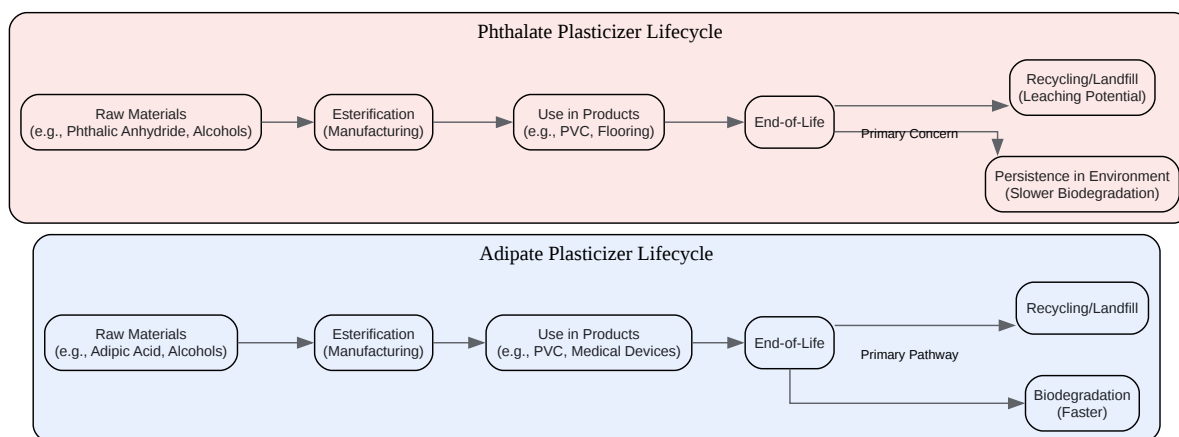 Phthalate Plasticizer Lifecycle
Raw Materials
(e.g., Phthalic Anhydride, Alcohols)
Esterification
(Manufacturing)
Use in Products
(e.g., PVC, Flooring)
End-of-Life
Primary Concern
Recycling/Landfill
(Leaching Potential)
Persistence in Environment
(Slower Biodegradation)
Adipate Plasticizer Lifecycle
Raw Materials
(e.g., Adipic Acid, Alcohols)
Esterification
(Manufacturing)
Use in Products
(e.g., PVC, Medical Devices)
End-of-Life
Primary Pathway
Recycling/Landfill
Biodegradation
(Faster)